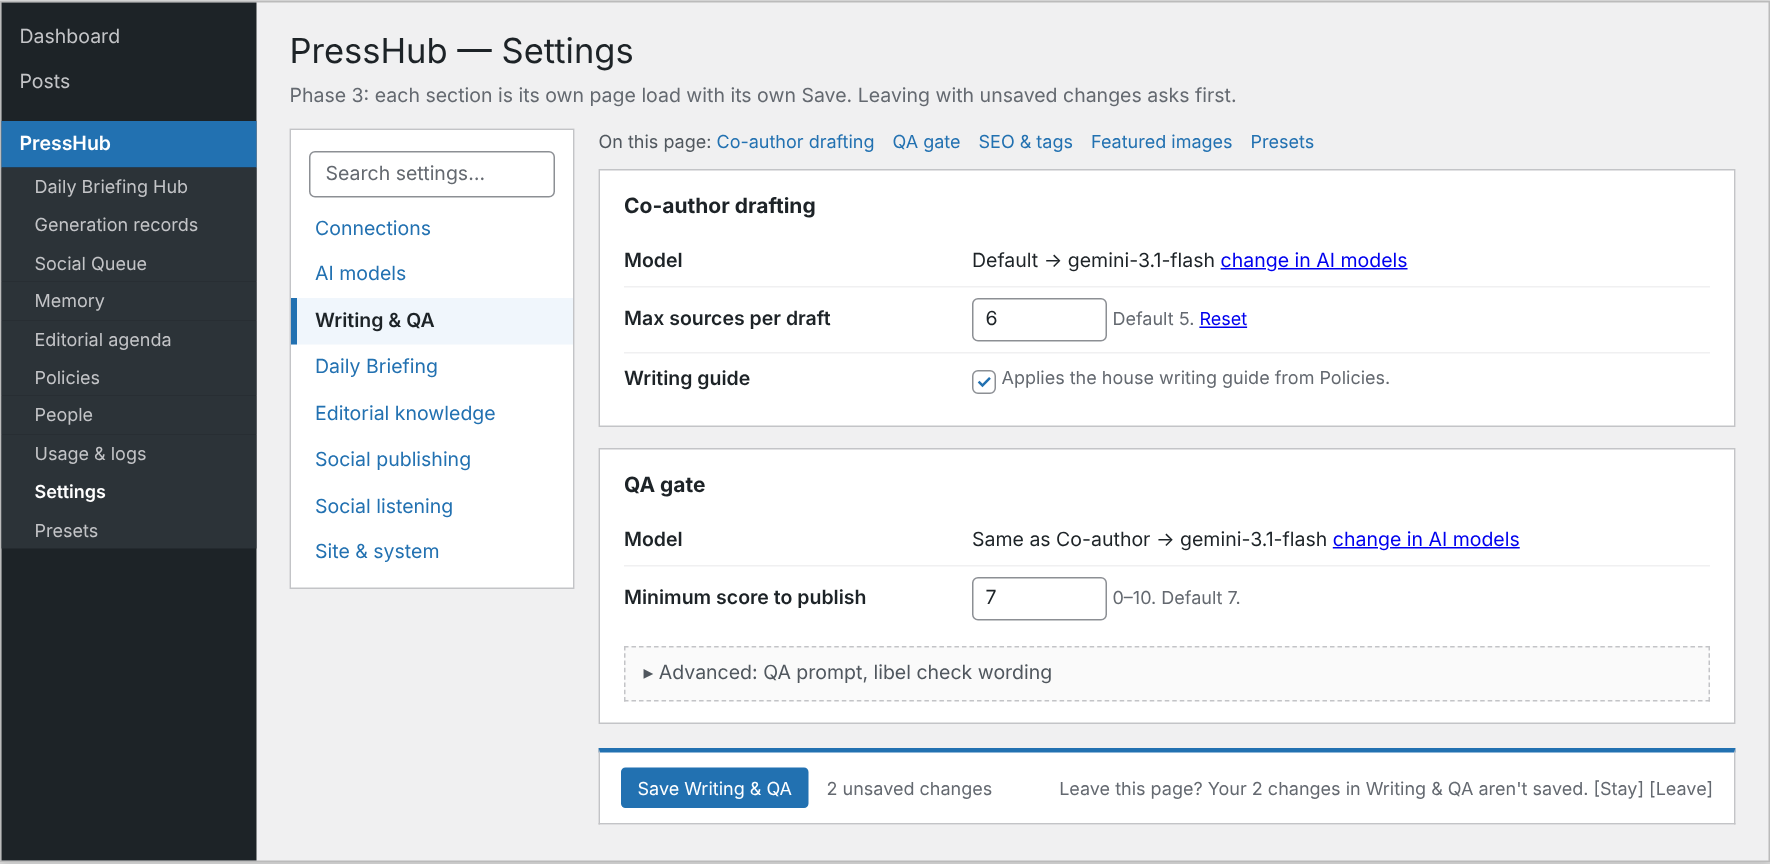 Dashboard
Posts
PressHub
Daily Briefing Hub
Generation records
Social Queue
Memory
Editorial agenda
Policies
People
Usage & logs
Settings
Presets
PressHub — Settings
Phase 3: each section is its own page load with its own Save. Leaving with unsaved changes asks first.
Search settings...
Connections
AI models
Writing & QA
Daily Briefing
Editorial knowledge
Social publishing
Social listening
Site & system
On this page: Co-author drafting QA gate SEO & tags Featured images Presets
Co-author drafting
Model Default → gemini-3.1-flash change in AI models
Max sources per draft 6 Default 5. Reset
Writing guide Applies the house writing guide from Policies.
QA gate
Model Same as Co-author → gemini-3.1-flash change in AI models
Minimum score to publish 7 0–10. Default 7.
▸ Advanced: QA prompt, libel check wording
Save Writing & QA 2 unsaved changes Leave this page? Your 2 changes in Writing & QA aren't saved. [Stay] [Leave]